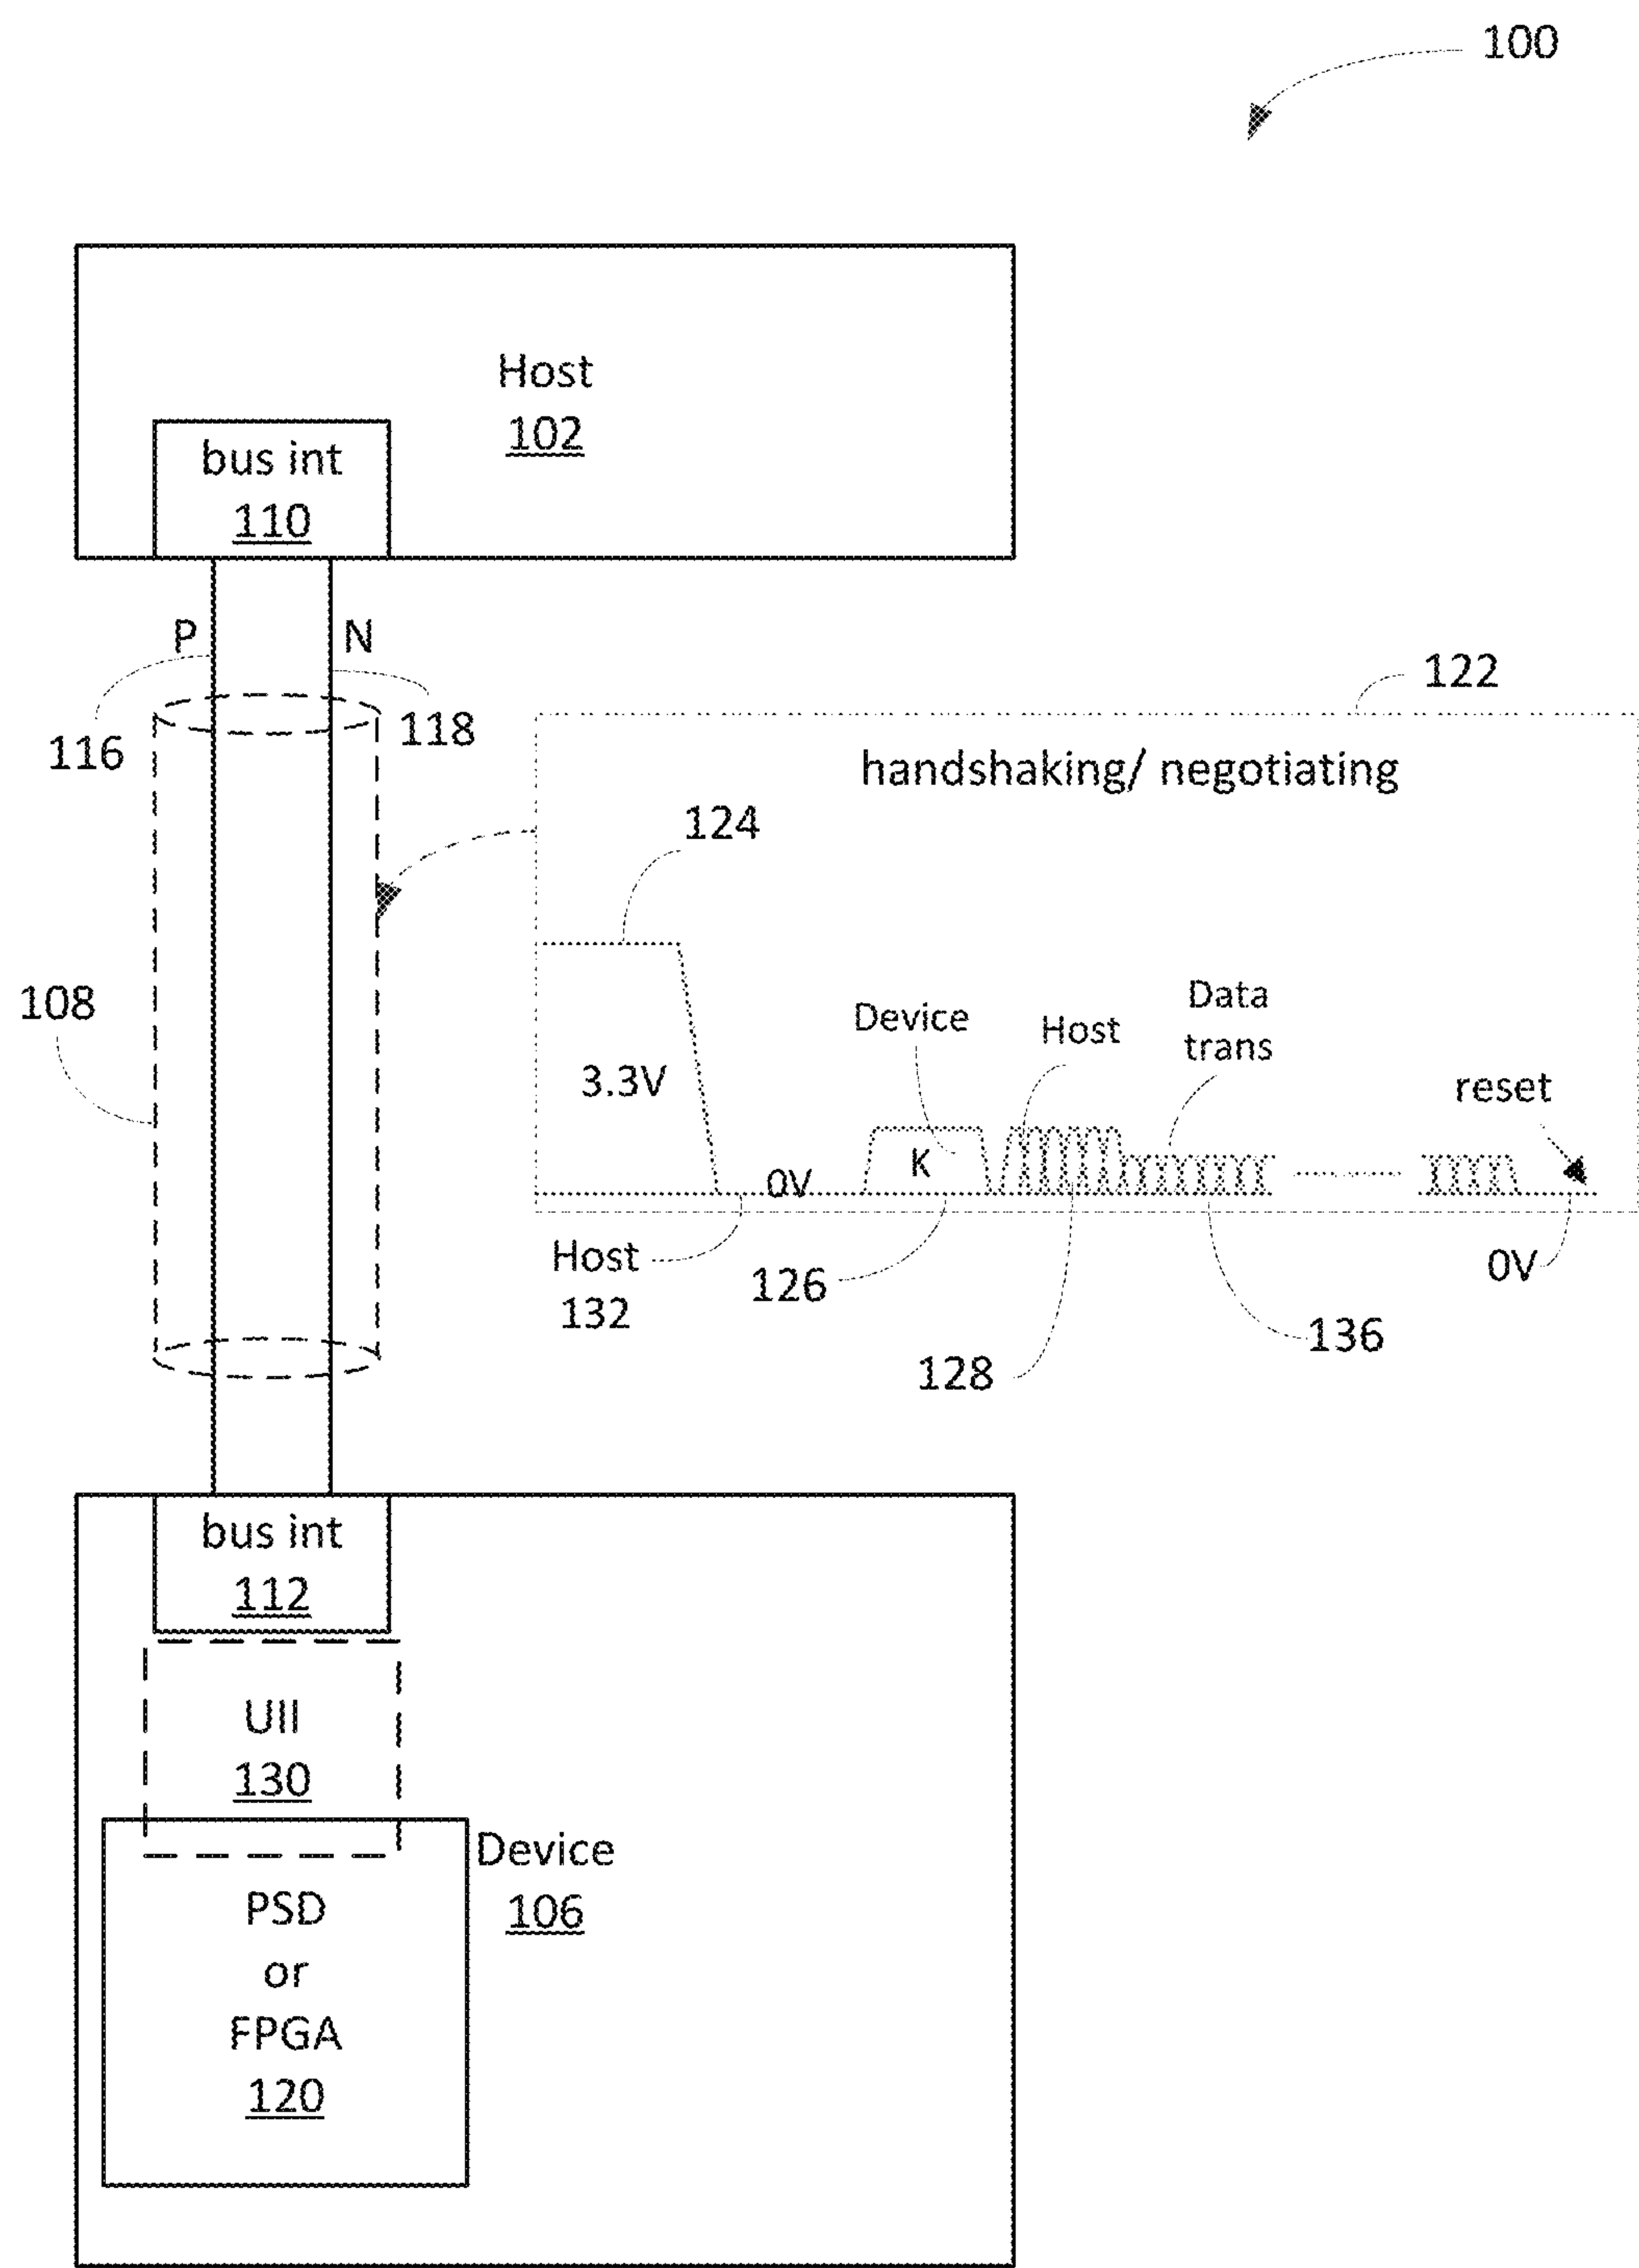 100
Host
102
bus int
110
P
N
116
118
122
handshaking/ negotiating
124
108
3.3V
Device
Host
Data
trans
reset
K
0V
Host
132
126
128
136
0V
bus int
112
UII
130
Device
106
PSD
or
FPGA
120